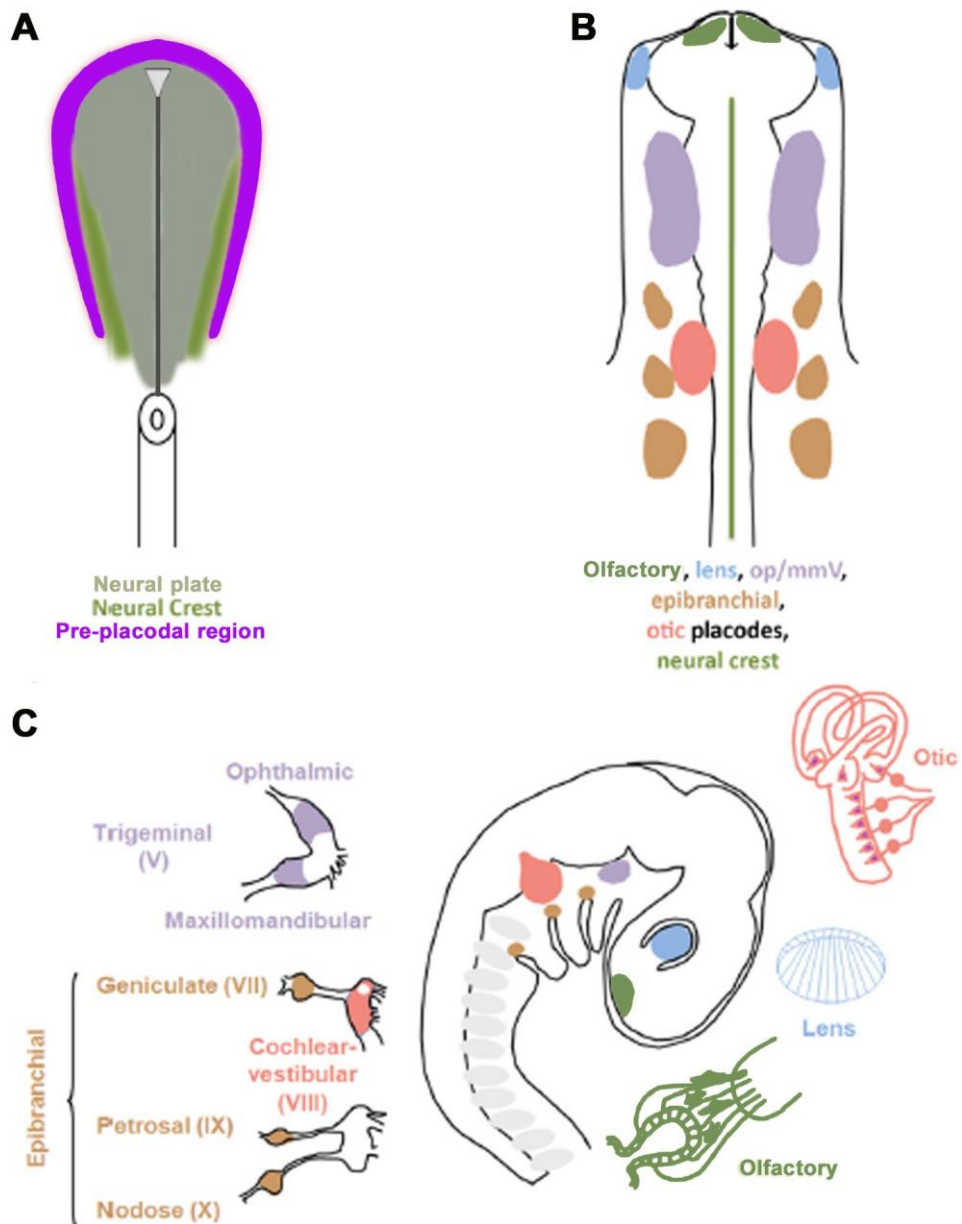 A
B
Neural plate
Neural Crest
Pre-placodal region
Olfactory, lens, op/mmV,
epibranchial,
otic placodes,
neural crest
C
Ophthalmic
Trigeminal
(V)
Maxillomandibular
Epibranchial
Geniculate (VII)
Cochlear-
vestibular
(VIII)
Petrosal (IX)
Nodose (X)
Otic
Lens
Olfactory